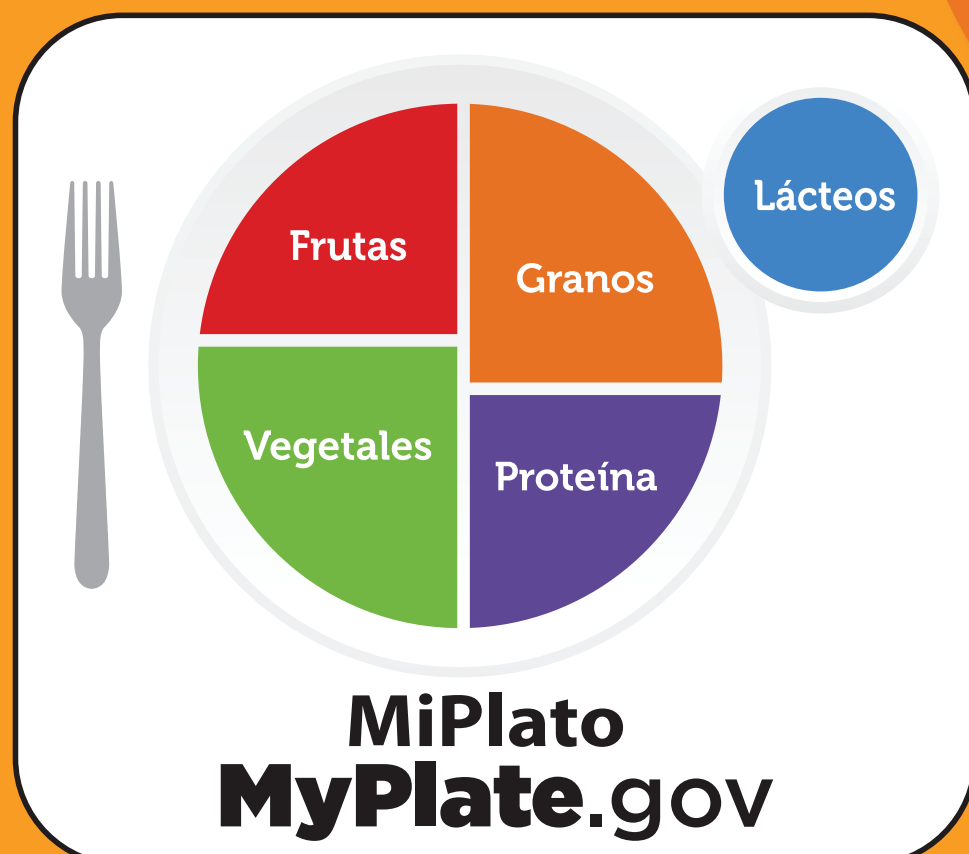 Frutas
Granos
Lácteos
Vegetales
Proteína
MiPlato
MyPlate.gov